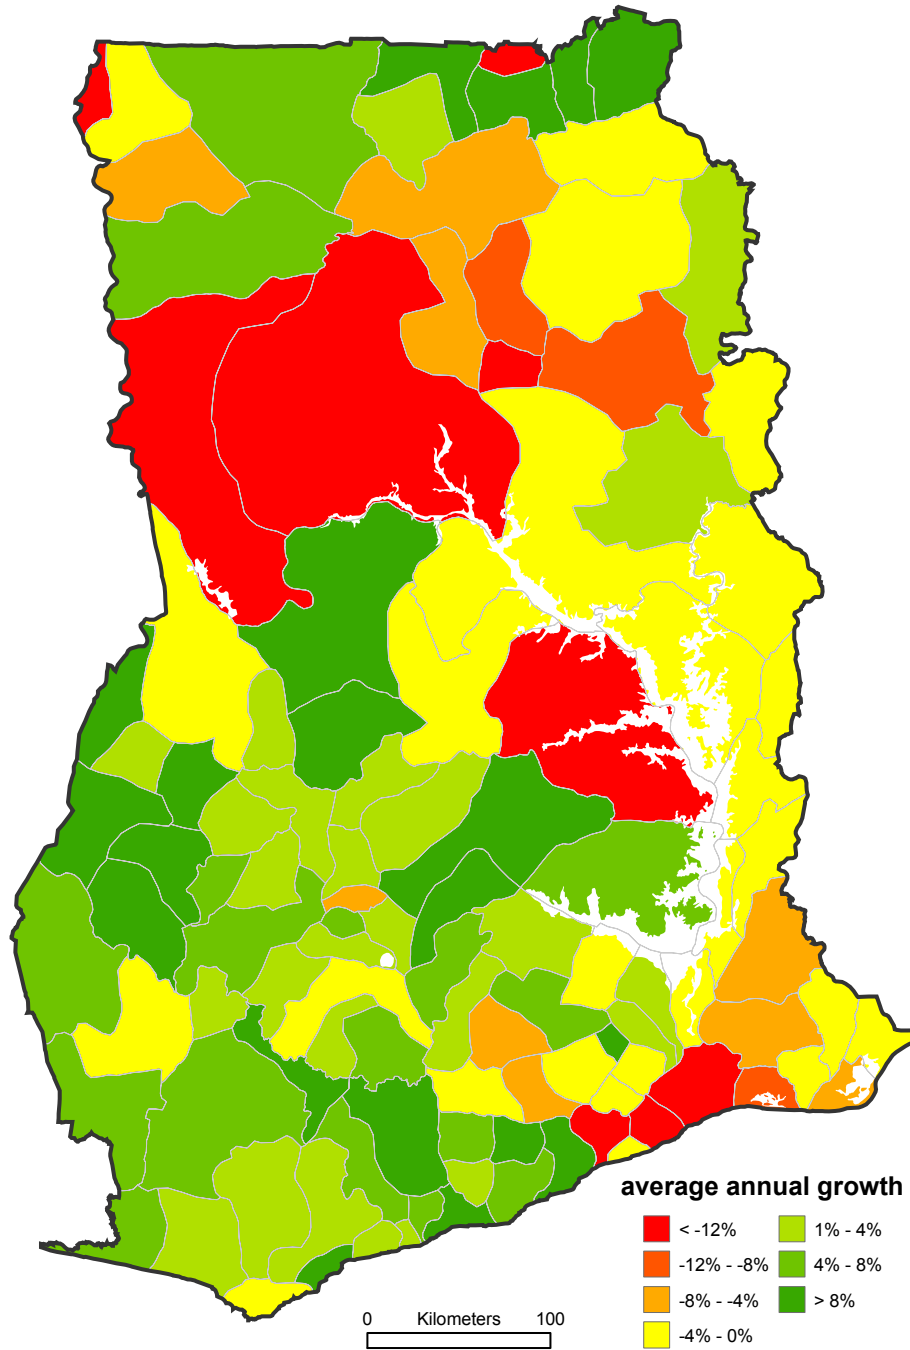 average annual growth
< -12%
-12% - -8%
-8% - -4%
-4% - 0%
1% - 4%
4% - 8%
> 8%
0 Kilometers 100